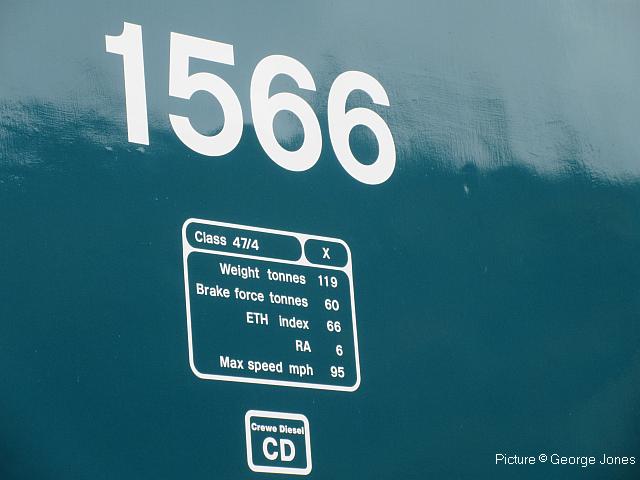 1566
Class 47/4 X
Weight tonnes 119
Brake force tonnes 60
ETH index 66
RA 6
Max speed mph 95
Crewe Diesel
CD
Picture © George Jones